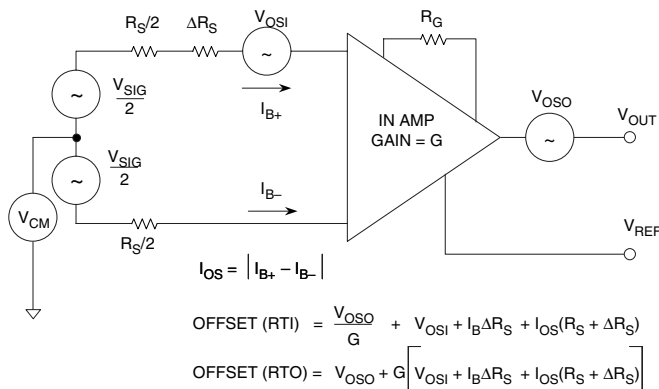 R_S/2
ΔR_S
V_OSI
R_G
~
V_SIG
2
~
I_B+
IN AMP
GAIN = G
V_OSO
~
V_OUT
V_SIG
2
~
V_CM
I_B–
R_S/2
V_REF
I_OS = |I_B+ – I_B–|
OFFSET (RTI) = V_OSO/G + V_OSI + I_BΔR_S + I_OS(R_S + ΔR_S)
OFFSET (RTO) = V_OSO + G[V_OSI + I_BΔR_S + I_OS(R_S + ΔR_S)]